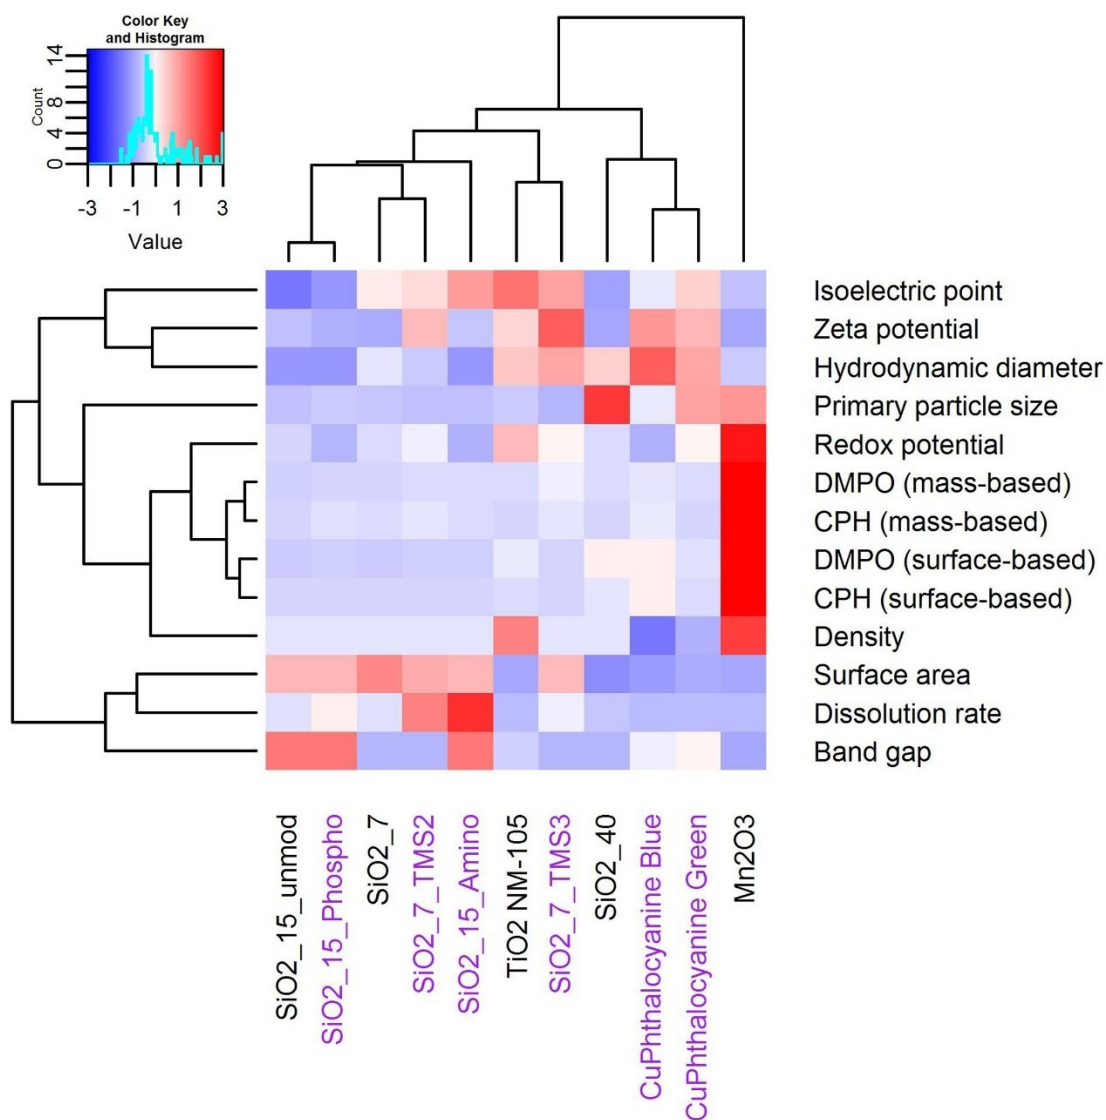 Color Key
and Histogram
Count
0 4 8 14
-3 -1 1 3
Value
Isoelectric point
Zeta potential
Hydrodynamic diameter
Primary particle size
Redox potential
DMPO (mass-based)
CPH (mass-based)
DMPO (surface-based)
CPH (surface-based)
Density
Surface area
Dissolution rate
Band gap
SiO2_15_unmod
SiO2_15_Phospho
SiO2_7
SiO2_7_TMS2
SiO2_15_Amino
TiO2 NM-105
SiO2_7_TMS3
SiO2_40
CuPhthalocyanine Blue
CuPhthalocyanine Green
Mn2O3